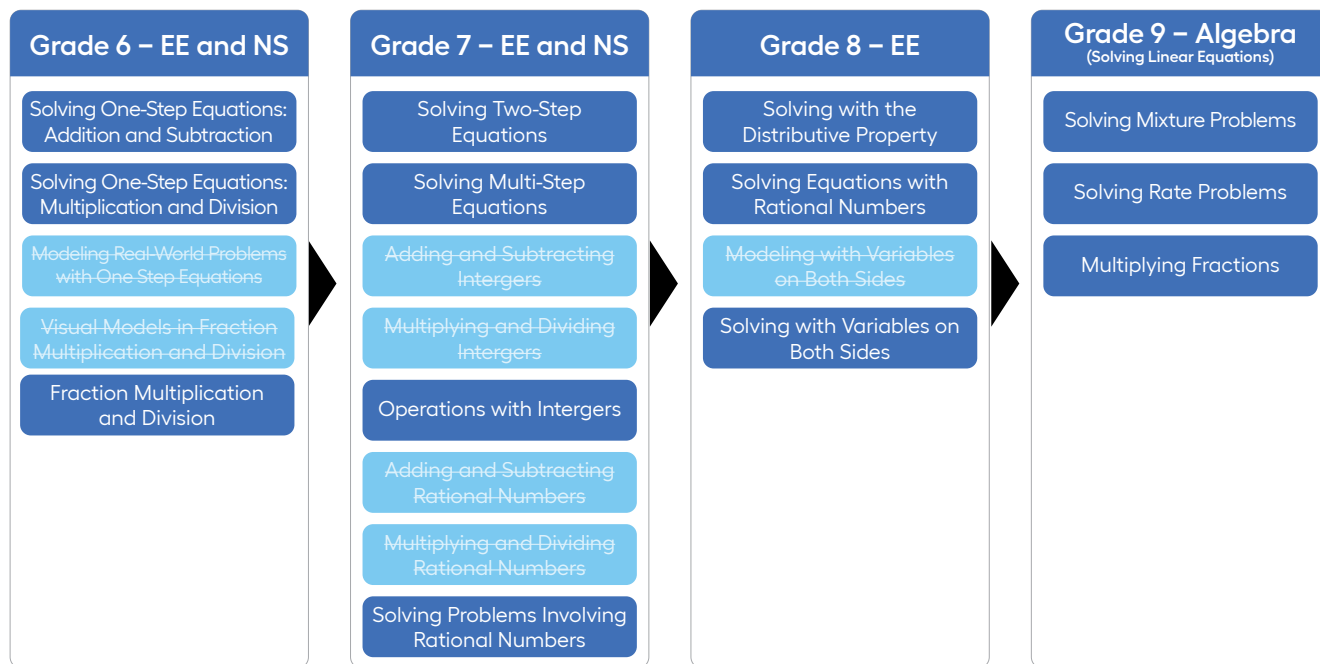 Grade 6 – EE and NS
Solving One-Step Equations:
Addition and Subtraction
Solving One-Step Equations:
Multiplication and Division
Modeling Real-World Problems
with One-Step Equations
Visual Models in Fraction
Multiplication and Division
Fraction Multiplication
and Division
Grade 7 – EE and NS
Solving Two-Step
Equations
Solving Multi-Step
Equations
Adding and Subtracting
Intergers
Multiplying and Dividing
Intergers
Operations with Intergers
Adding and Subtracting
Rational Numbers
Multiplying and Dividing
Rational Numbers
Solving Problems Involving
Rational Numbers
Grade 8 – EE
Solving with the
Distributive Property
Solving Equations with
Rational Numbers
Modeling with Variables
on Both Sides
Solving with Variables on
Both Sides
Grade 9 – Algebra
(Solving Linear Equations)
Solving Mixture Problems
Solving Rate Problems
Multiplying Fractions